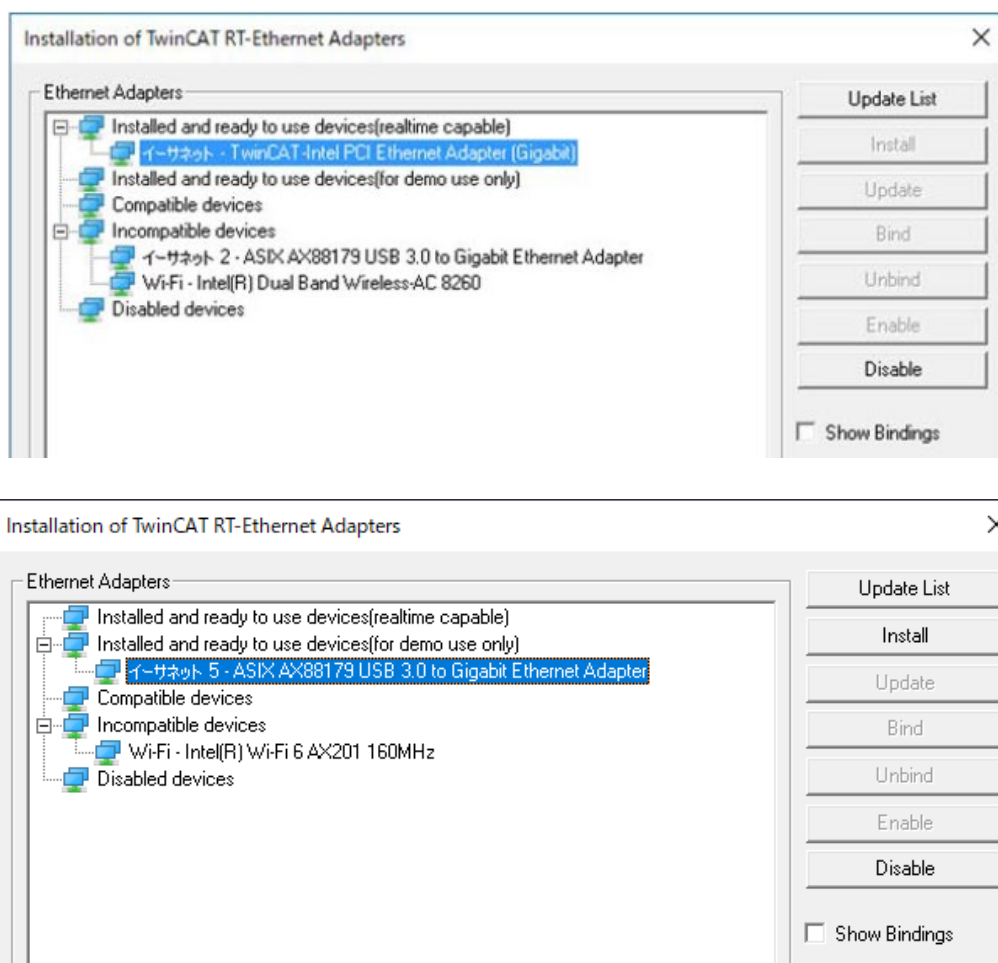 Installation of TwinCAT RT-Ethernet Adapters
Ethernet Adapters
Installed and ready to use devices(realtime capable)
イーサネット - TwinCAT-Intel PCI Ethernet Adapter (Gigabit)
Installed and ready to use devices(for demo use only)
Compatible devices
Incompatible devices
イーサネット 2 - ASIX AX88179 USB 3.0 to Gigabit Ethernet Adapter
Wi-Fi - Intel(R) Dual Band Wireless-AC 8260
Disabled devices
Update List
Install
Update
Bind
Unbind
Enable
Disable
Show Bindings
Installation of TwinCAT RT-Ethernet Adapters
Ethernet Adapters
Installed and ready to use devices(realtime capable)
Installed and ready to use devices(for demo use only)
イーサネット 5 - ASIX AX88179 USB 3.0 to Gigabit Ethernet Adapter
Compatible devices
Incompatible devices
Wi-Fi - Intel(R) Wi-Fi 6 AX201 160MHz
Disabled devices
Update List
Install
Update
Bind
Unbind
Enable
Disable
Show Bindings